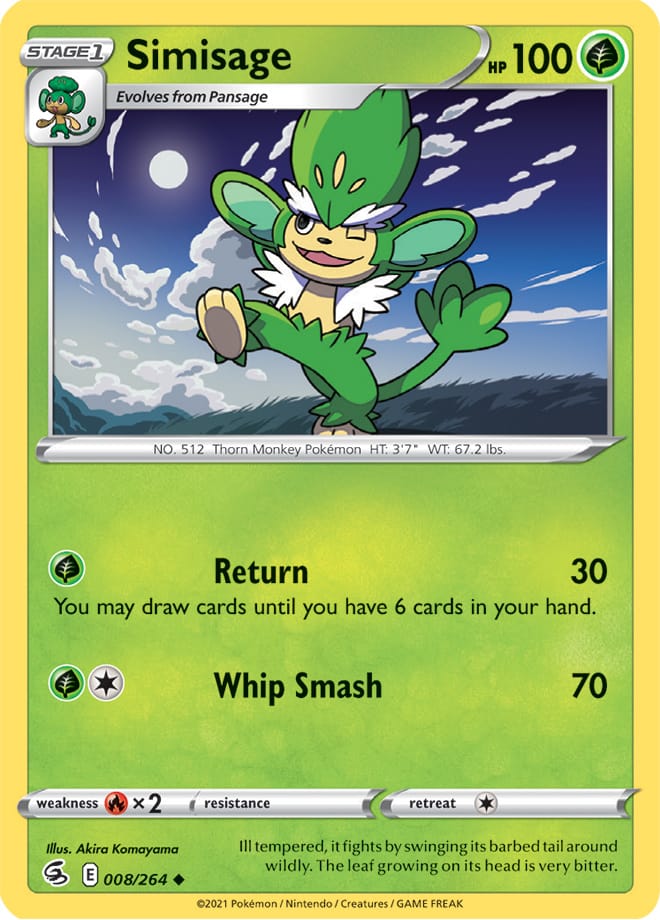 STAGE 1 Simisage HP 100
Evolves from Pansage
NO. 512 Thorn Monkey Pokémon HT: 3'7" WT: 67.2 lbs.
Return 30
You may draw cards until you have 6 cards in your hand.
Whip Smash 70
weakness ×2 resistance retreat
Illus. Akira Komayama
Ill tempered, it fights by swinging its barbed tail around
wildly. The leaf growing on its head is very bitter.
E 008/264
©2021 Pokémon / Nintendo / Creatures / GAME FREAK